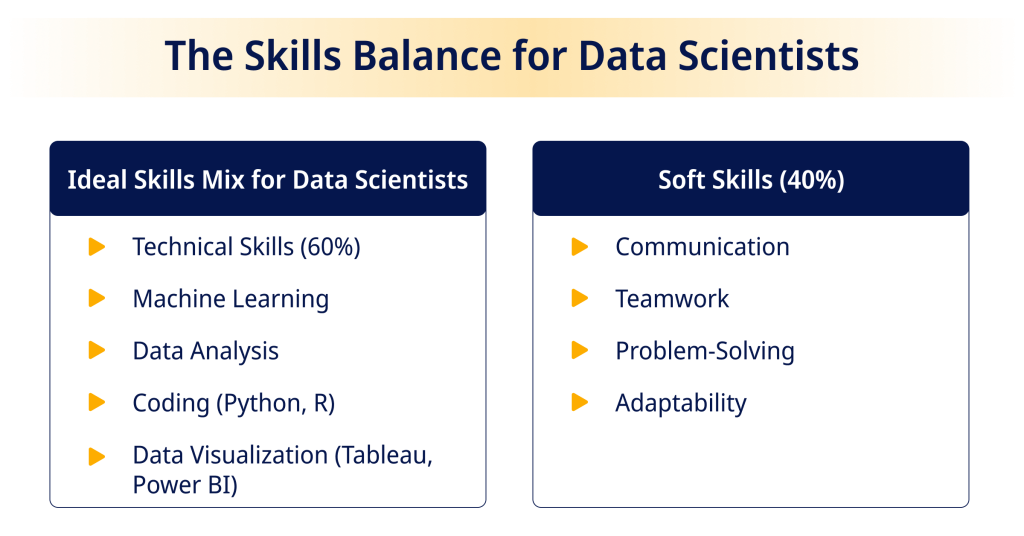 The Skills Balance for Data Scientists
Ideal Skills Mix for Data Scientists
Technical Skills (60%)
Machine Learning
Data Analysis
Coding (Python, R)
Data Visualization (Tableau,
Power BI)
Soft Skills (40%)
Communication
Teamwork
Problem-Solving
Adaptability